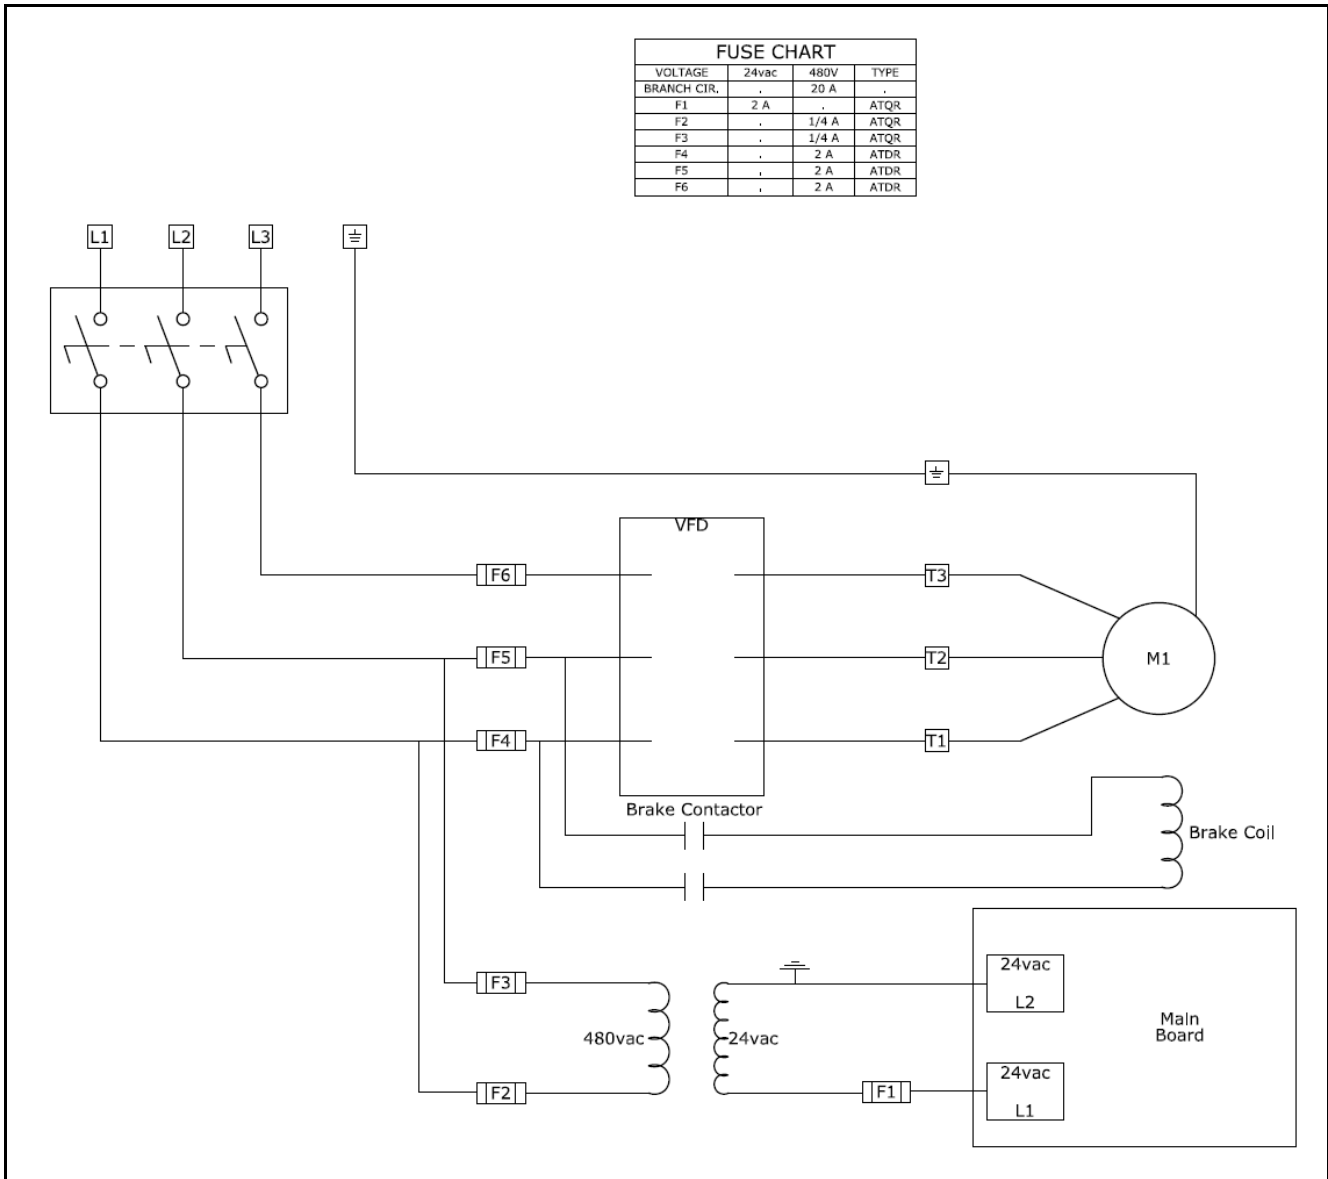 FUSE CHART
VOLTAGE 24vac 480V TYPE
BRANCH CIR. . 20 A .
F1 2 A . ATQR
F2 . 1/4 A ATQR
F3 . 1/4 A ATQR
F4 . 2 A ATDR
F5 . 2 A ATDR
F6 . 2 A ATDR
L1 L2 L3
VFD
F6 T3
F5 T2 M1
F4 T1
Brake Contactor
Brake Coil
24vac
F3
L2
Main
Board
480vac 24vac
24vac
F2 F1
L1